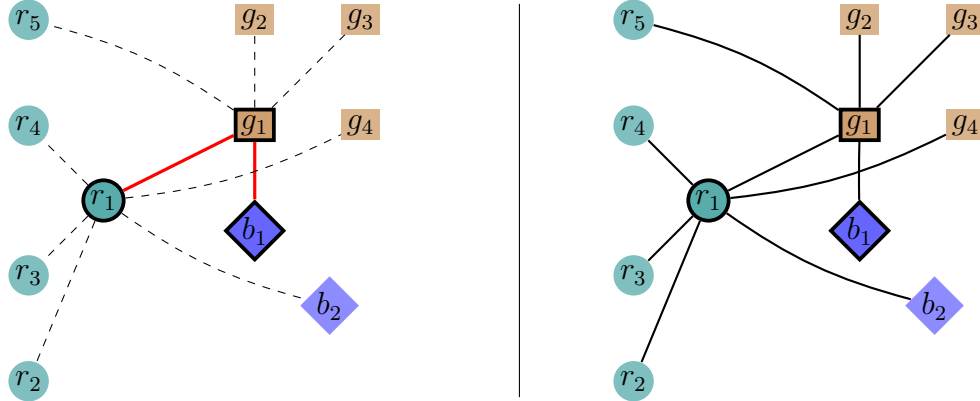 r₅ g₂ g₃ r₅ g₂ g₃
r₄ g₁ g₄ r₄ g₁ g₄
r₁ b₁ r₁ b₁
r₃ b₂ r₃ b₂
r₂ r₂